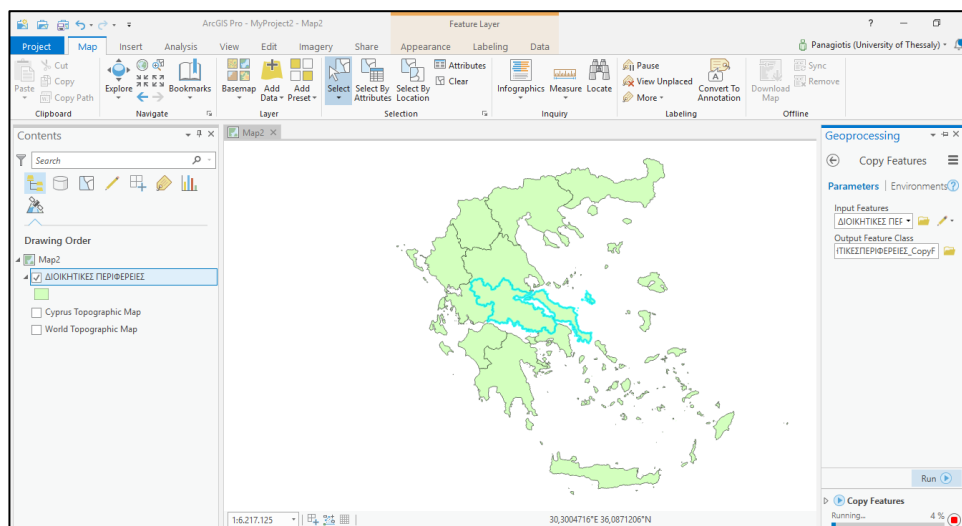 ArcGIS Pro - MyProject2 - Map2
Feature Layer
?
Project Map Insert Analysis View Edit Imagery Share Appearance Labeling Data
Panagiotis (University of Thessaly)
Paste
Cut
Copy
Copy Path
Clipboard
Explore
Bookmarks
Navigate
Basemap
Add Data
Add Preset
Layer
Select
Select By Attributes
Select By Location
Attributes
Clear
Selection
Infographics
Measure
Locate
Inquiry
Pause
View Unplaced
More
Convert To Annotation
Labeling
Download Map
Sync
Remove
Offline
Contents
Search
Drawing Order
Map2
ΔΙΟΙΚΗΤΙΚΕΣ ΠΕΡΙΦΕΡΕΙΕΣ
Cyprus Topographic Map
World Topographic Map
Map2
1:6.217.125
30,3004716°E 36,0871206°N
Geoprocessing
Copy Features
Parameters | Environments
?
Input Features
ΔΙΟΙΚΗΤΙΚΕΣ ΠΕΡ
Output Feature Class
ΙΤΙΚΕΣΠΕΡΙΦΕΡΕΙΕΣ_CopyF
Run
Copy Features
Running...
4 %